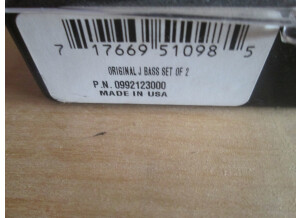 7 17669 51098 5
ORIGINAL J BASS SET OF 2
P.N. 0992123000
MADE IN USA